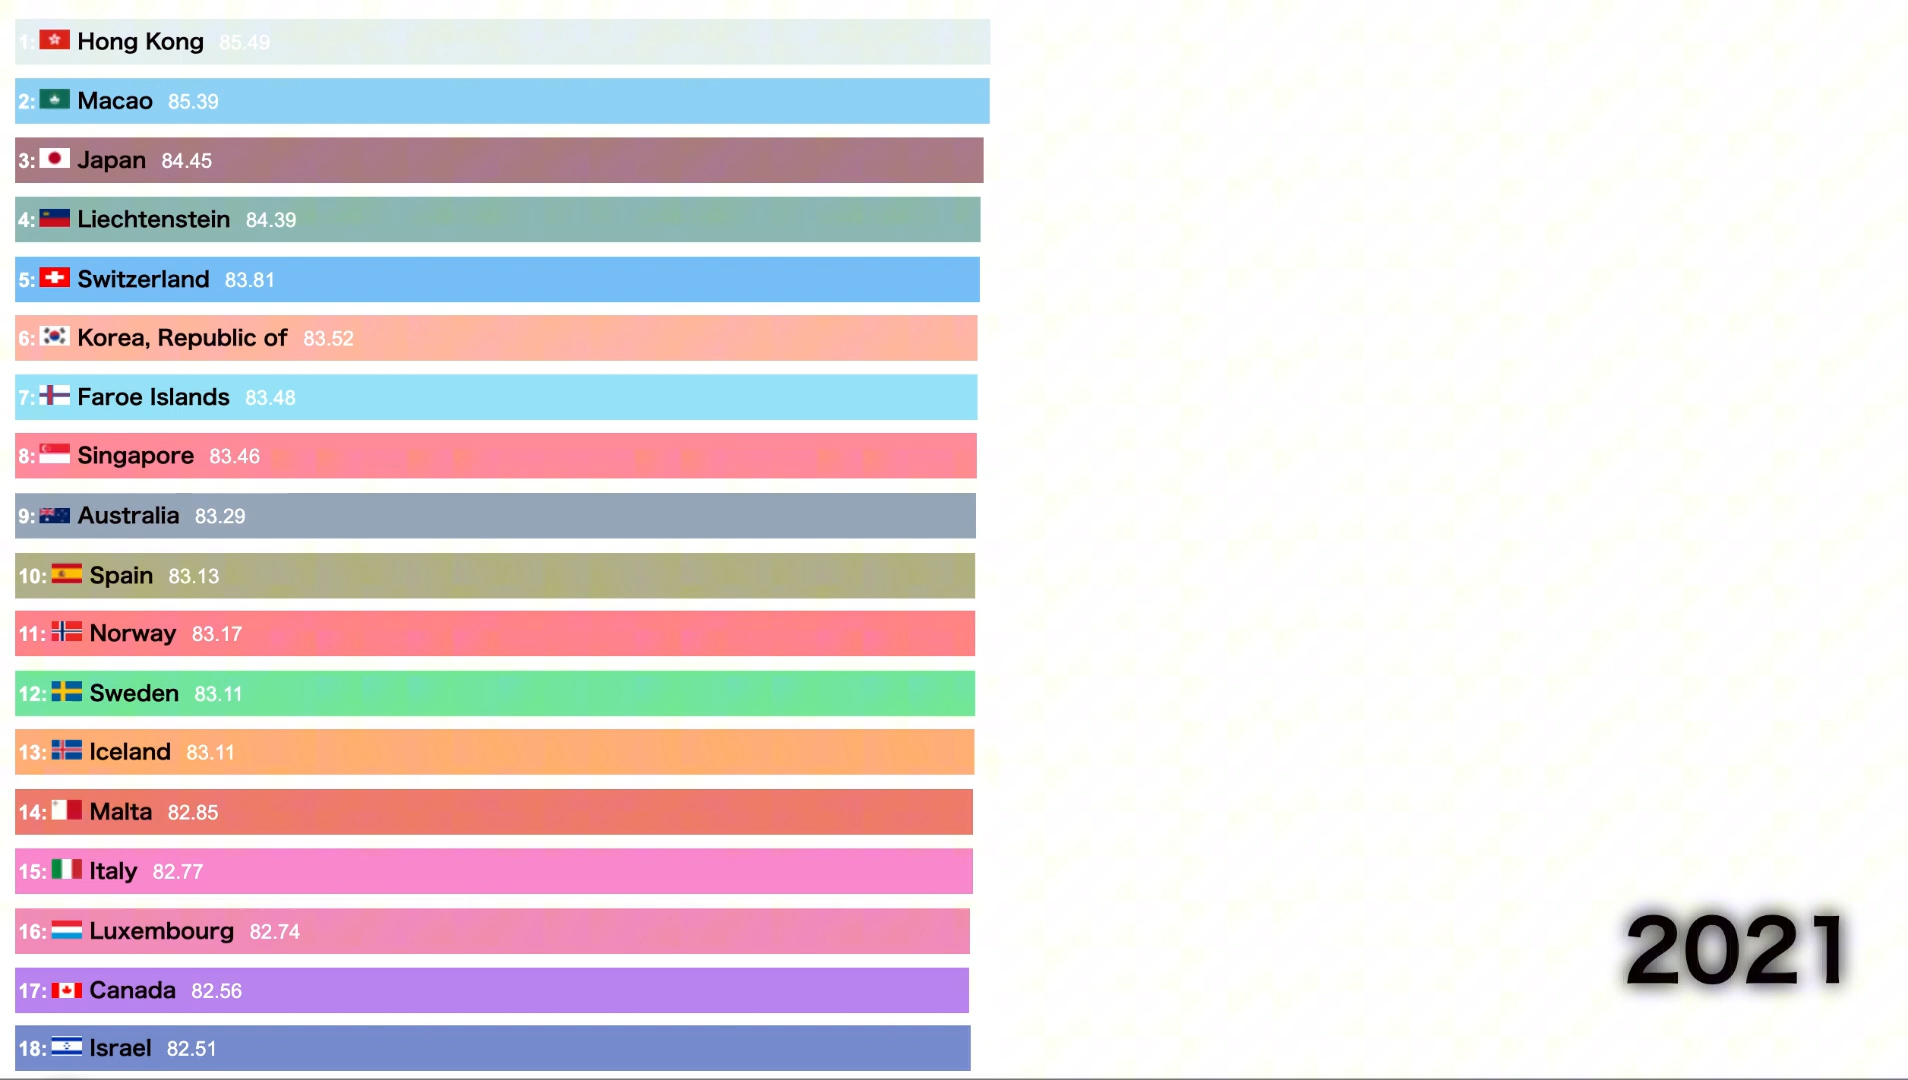 1: Hong Kong 85.49
2: Macao 85.39
3: Japan 84.45
4: Liechtenstein 84.39
5: Switzerland 83.81
6: Korea, Republic of 83.52
7: Faroe Islands 83.48
8: Singapore 83.46
9: Australia 83.29
10: Spain 83.13
11: Norway 83.17
12: Sweden 83.11
13: Iceland 83.11
14: Malta 82.85
15: Italy 82.77
16: Luxembourg 82.74
17: Canada 82.56
18: Israel 82.51
2021